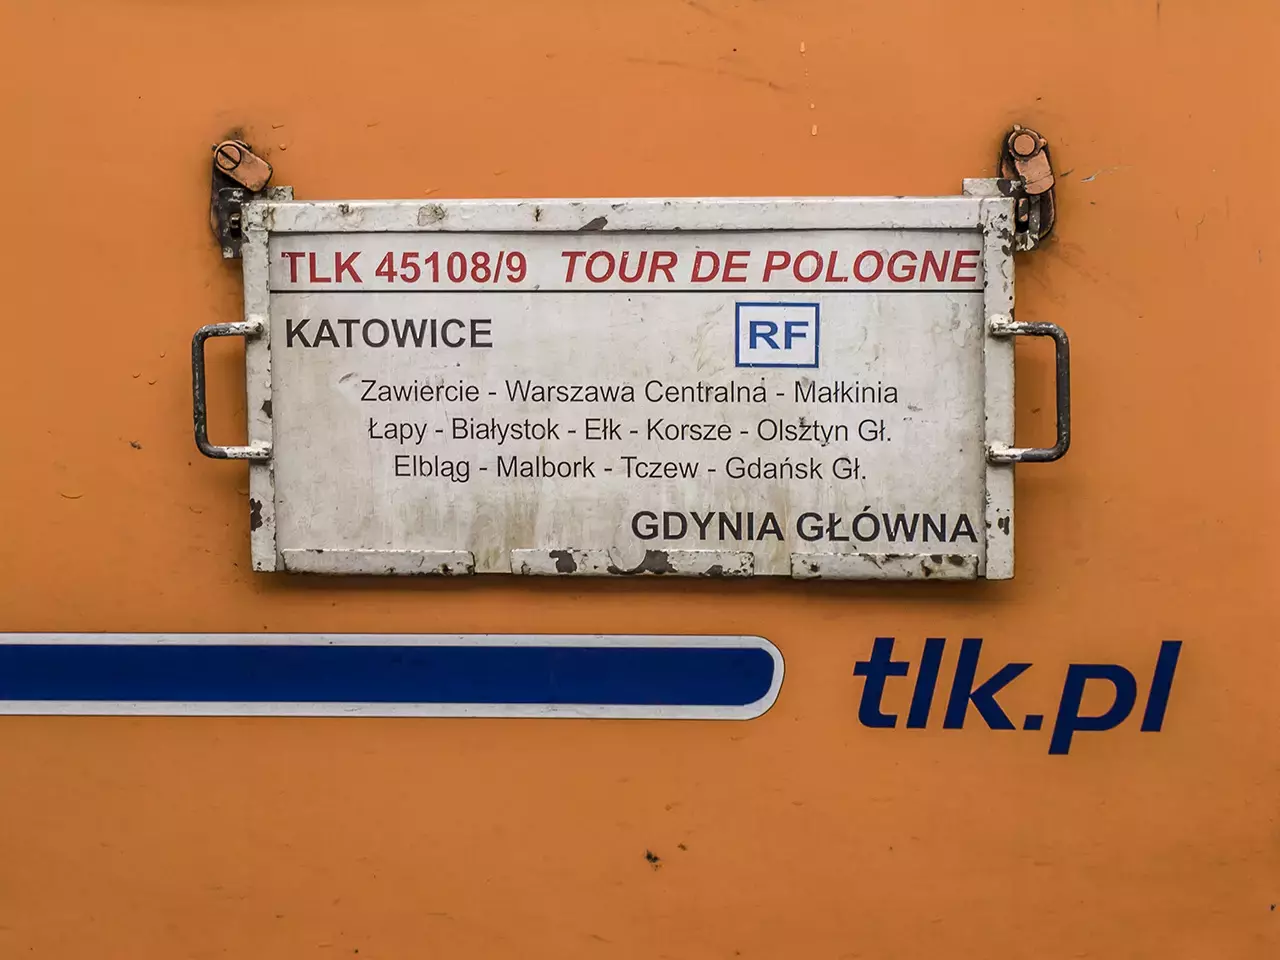 TLK 45108/9 TOUR DE POLOGNE
KATOWICE RF
Zawiercie - Warszawa Centralna - Małkinia
Łapy - Białystok - Ełk - Korsze - Olsztyn Gł.
Elbląg - Malbork - Tczew - Gdańsk Gł.
GDYNIA GŁÓWNA
tlk.pl